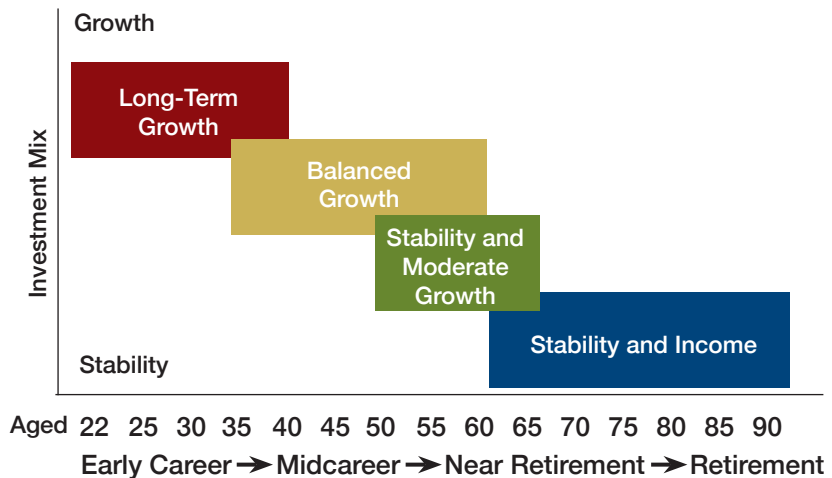 Growth
Long-Term
Growth
Balanced
Growth
Stability and
Moderate
Growth
Stability and Income
Stability
Investment Mix
Aged 22 25 30 35 40 45 50 55 60 65 70 75 80 85 90
Early Career → Midcareer → Near Retirement → Retirement